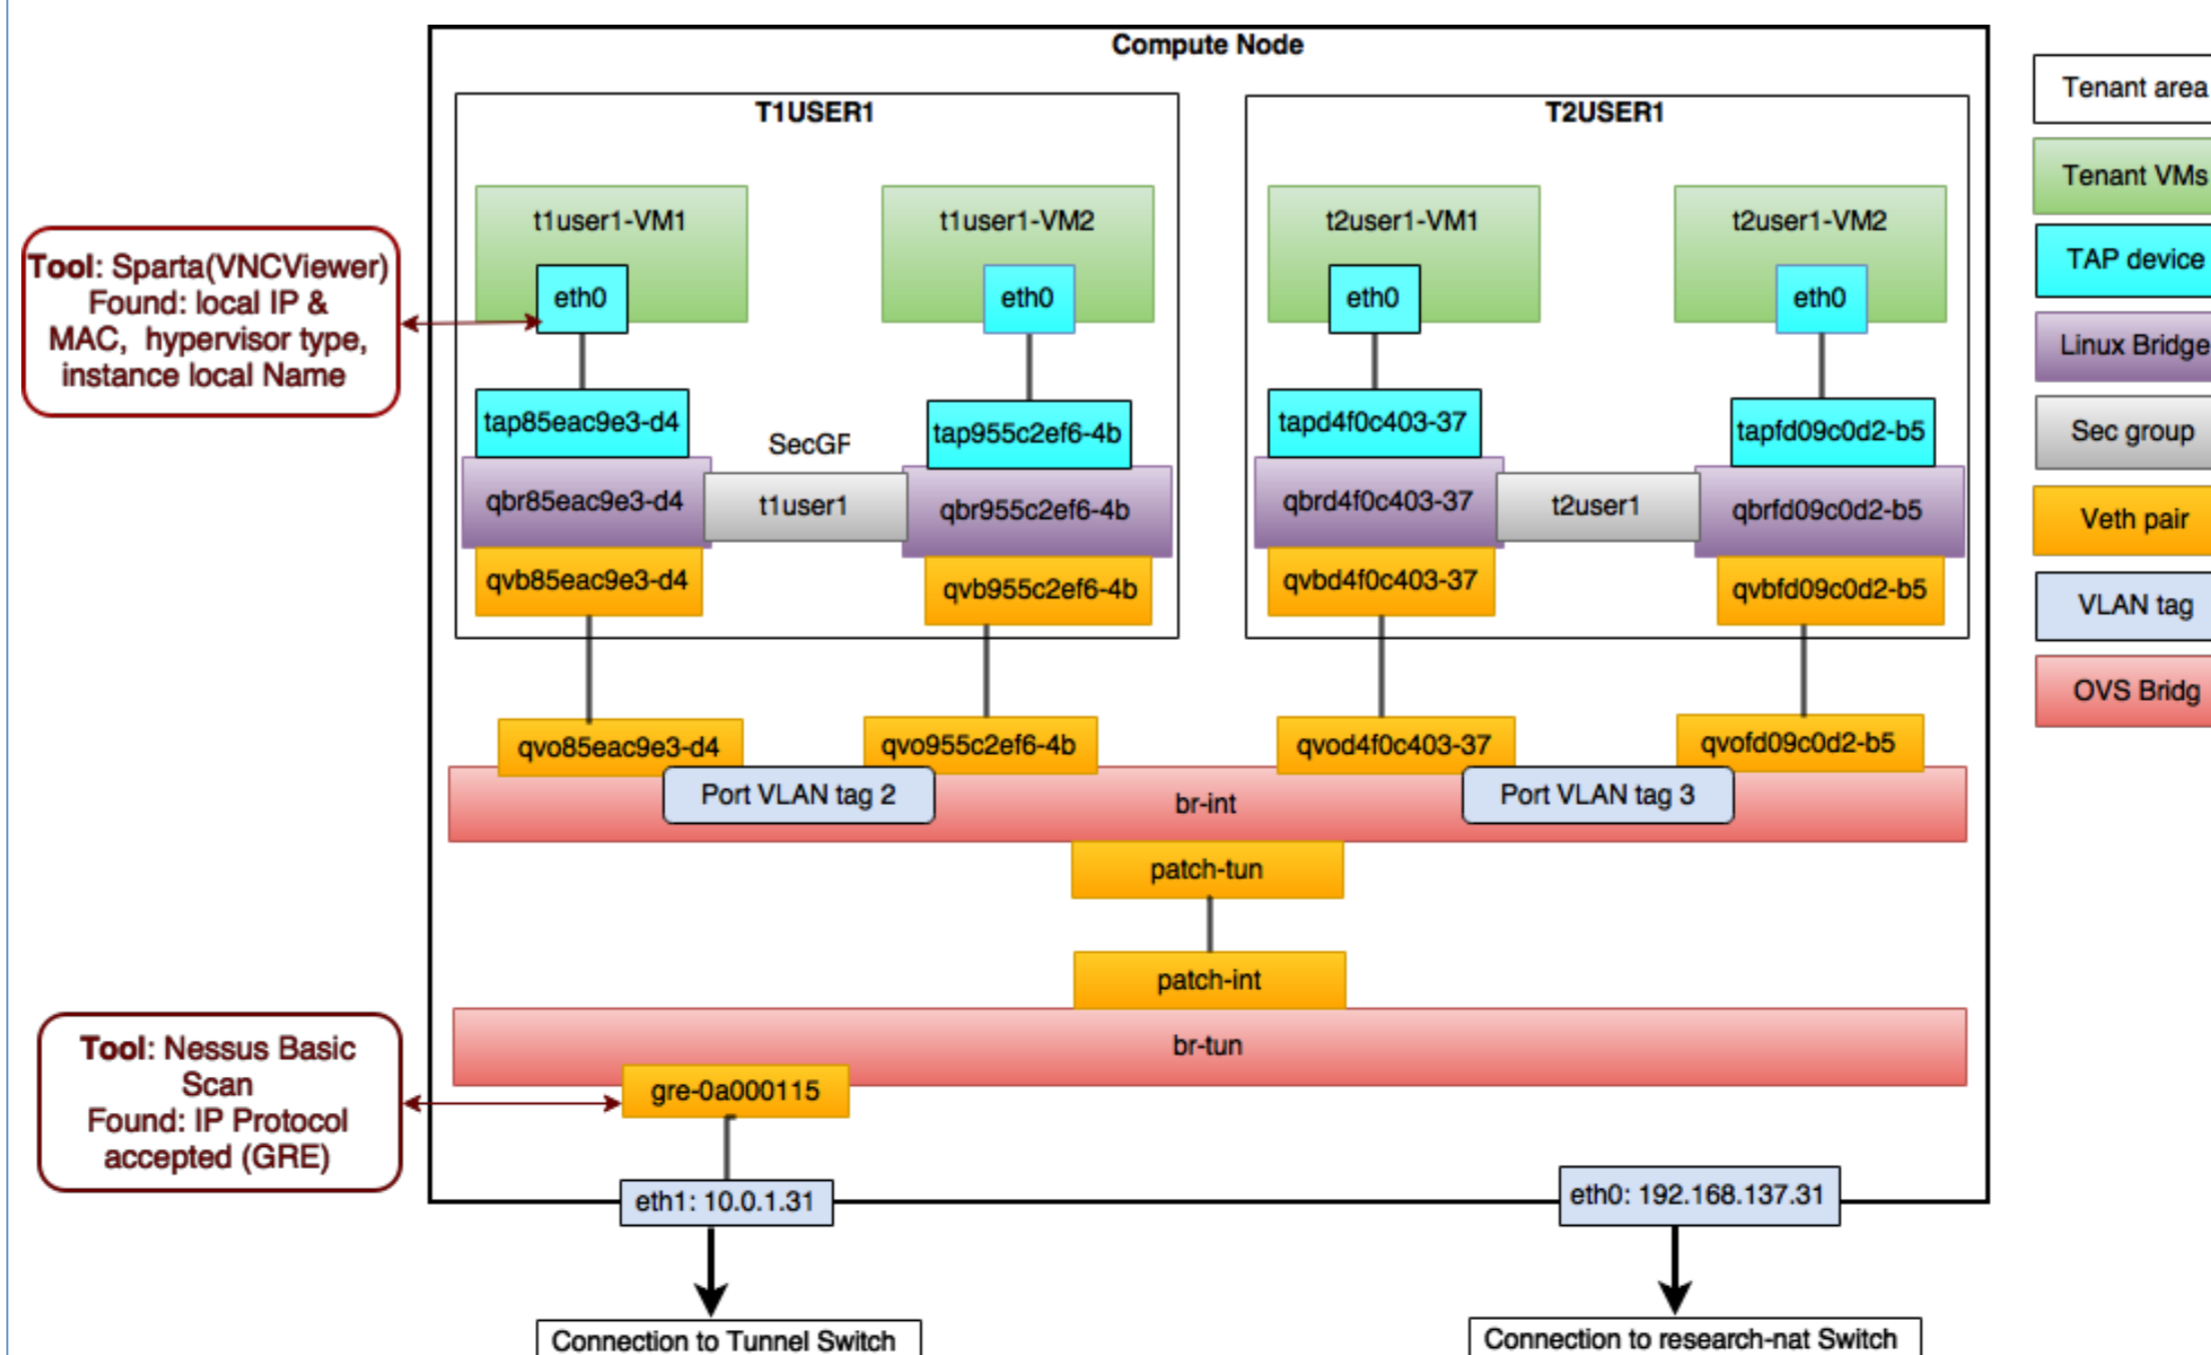 Compute Node
T1USER1
T2USER1
t1user1-VM1
t1user1-VM2
t2user1-VM1
t2user1-VM2
eth0
eth0
eth0
eth0
Tool: Sparta(VNCViewer)
Found: local IP &
MAC, hypervisor type,
instance local Name
tap85eac9e3-d4
SecGF
tap955c2ef6-4b
tapd4f0c403-37
tapfd09c0d2-b5
qbr85eac9e3-d4
t1user1
qbr955c2ef6-4b
qbrd4f0c403-37
t2user1
qbrfd09c0d2-b5
qvb85eac9e3-d4
qvb955c2ef6-4b
qvbd4f0c403-37
qvbfd09c0d2-b5
qvo85eac9e3-d4
qvo955c2ef6-4b
qvod4f0c403-37
qvofd09c0d2-b5
Port VLAN tag 2
br-int
Port VLAN tag 3
patch-tun
patch-int
br-tun
Tool: Nessus Basic
Scan
Found: IP Protocol
accepted (GRE)
gre-0a000115
eth1: 10.0.1.31
eth0: 192.168.137.31
Connection to Tunnel Switch
Connection to research-nat Switch
Tenant area
Tenant VMs
TAP device
Linux Bridge
Sec group
Veth pair
VLAN tag
OVS Bridg